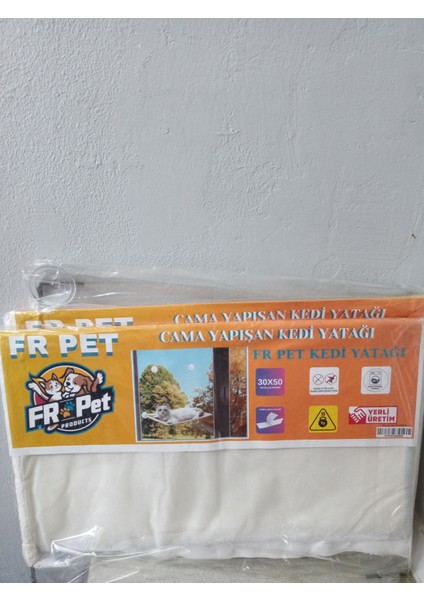 FR PET
CAMA YAPIŞAN KEDİ YATAĞI
FR PET
CAMA YAPIŞAN KEDİ YATAĞI
FR PET KEDİ YATAĞI
30X50
FR Pet
PRODUCTS
YERLİ
ÜRETİM